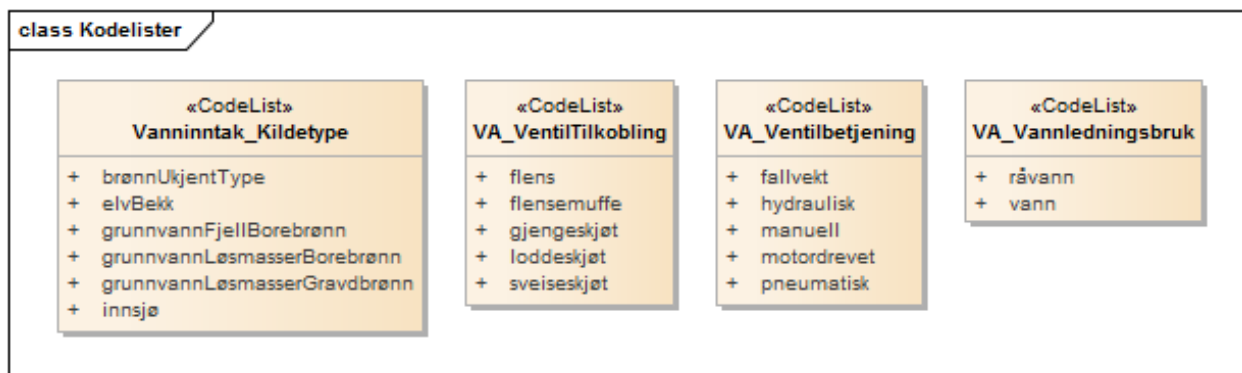 class Kodelister
«CodeList»
Vanninntak_Kildetype
+ brønnUkjentType
+ elvBekk
+ grunnvannFjellBorebrønn
+ grunnvannLøsmasserBorebrønn
+ grunnvannLøsmasserGravdbrønn
+ innsjø
«CodeList»
VA_VentilTilkobling
+ flens
+ flensemuffe
+ gjengeskjøt
+ loddeskjøt
+ sveiseskjøt
«CodeList»
VA_Ventilbetjening
+ fallvekt
+ hydraulisk
+ manuell
+ motordrevet
+ pneumatisk
«CodeList»
VA_Vannledningsbruk
+ råvann
+ vann